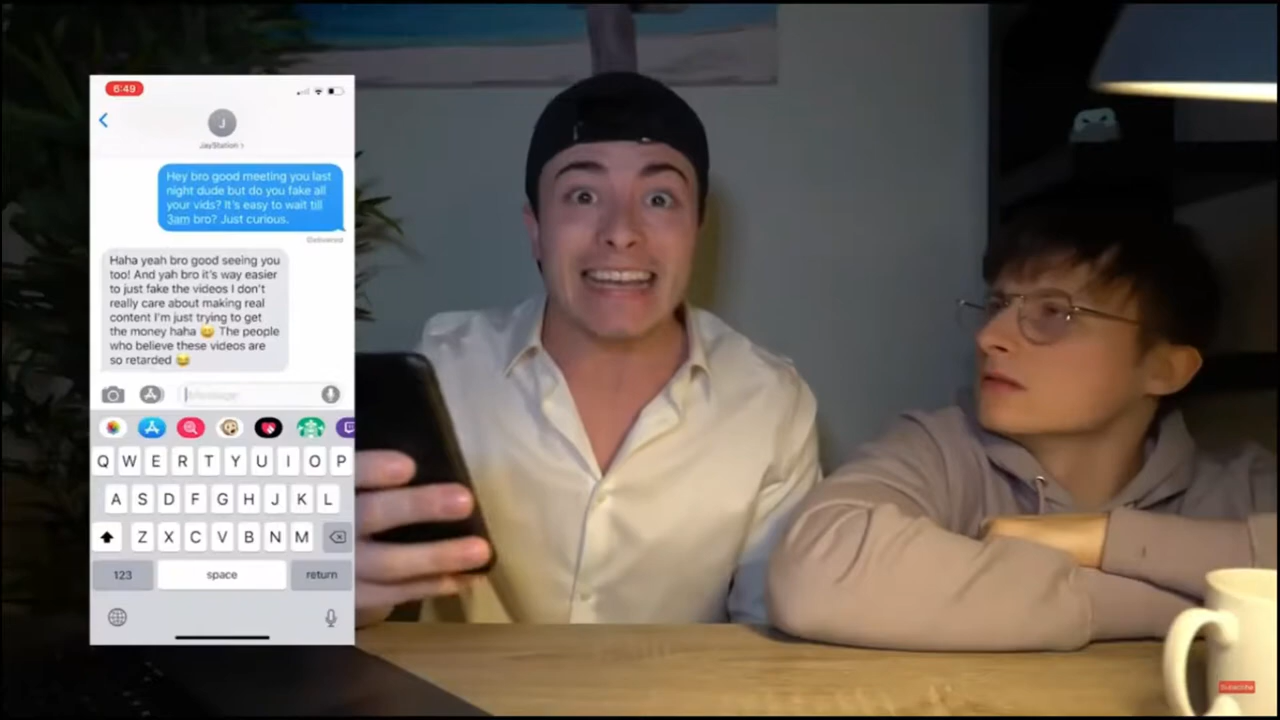 6:49
J
JayStation
Hey bro good meeting you last
night dude but do you fake all
your vids? It's easy to wait till
3am bro? Just curious.
Delivered
Haha yeah bro good seeing you
too! And yah bro it's way easier
to just fake the videos I don't
really care about making real
content I'm just trying to get
the money haha 😄 The people
who believe these videos are
so retarded 😂
iMessage
Q W E R T Y U I O P
A S D F G H J K L
Z X C V B N M
123 space return
Subscribe